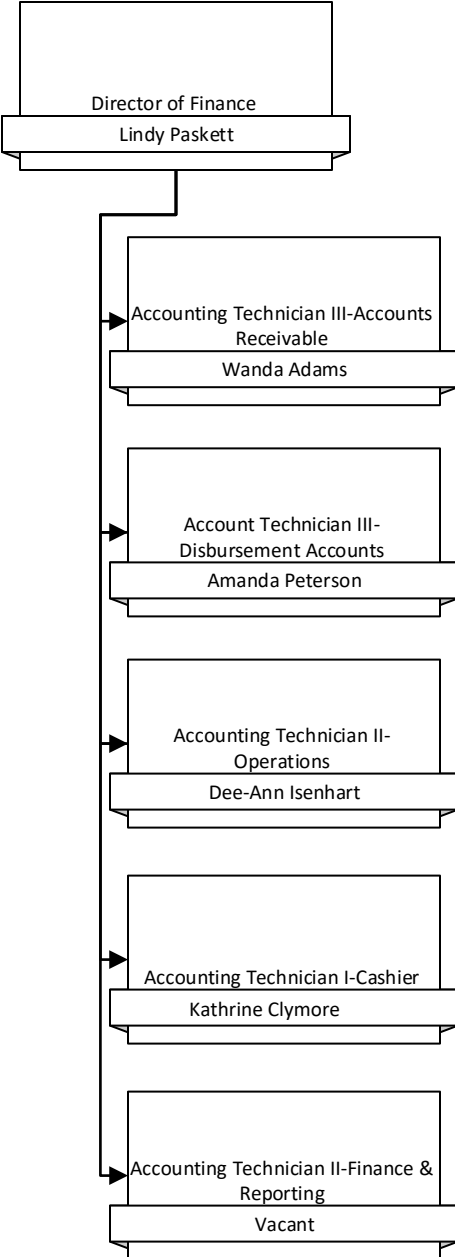 Director of Finance
Lindy Paskett
Accounting Technician III-Accounts
Receivable
Wanda Adams
Account Technician III-
Disbursement Accounts
Amanda Peterson
Accounting Technician II-
Operations
Dee-Ann Isenhart
Accounting Technician I-Cashier
Kathrine Clymore
Accounting Technician II-Finance &
Reporting
Vacant